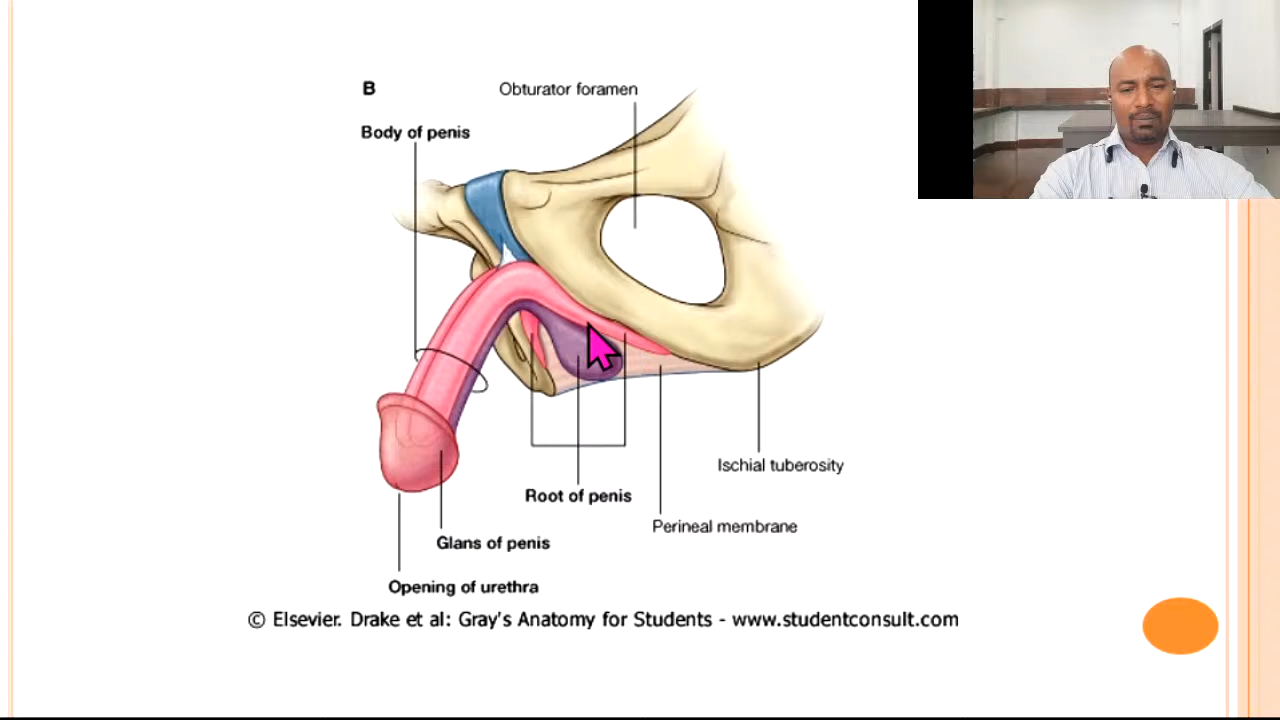 B
Obturator foramen
Body of penis
Ischial tuberosity
Root of penis
Perineal membrane
Glans of penis
Opening of urethra
© Elsevier. Drake et al: Gray's Anatomy for Students - www.studentconsult.com